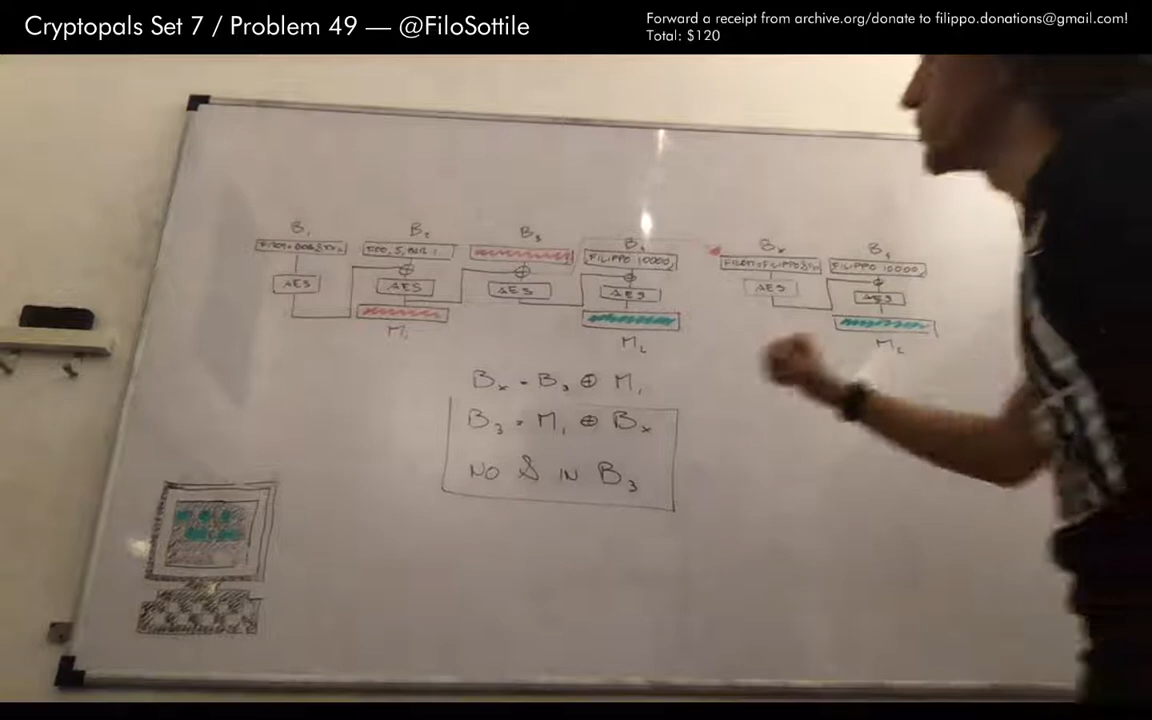 Cryptopals Set 7 / Problem 49 — @FiloSottile
Forward a receipt from archive.org/donate to filippo.donations@gmail.com!
Total: $120
B₁
B₂
B₃
Bₓ
AES
AES
AES
AES
AES
AES
FILIPPO 10000
FILIPPO 10000
M₁
M₂
M₂
Bₓ = B₃ ⊕ M₁
B₃ = M₁ ⊕ Bₓ
NO & IN B₃